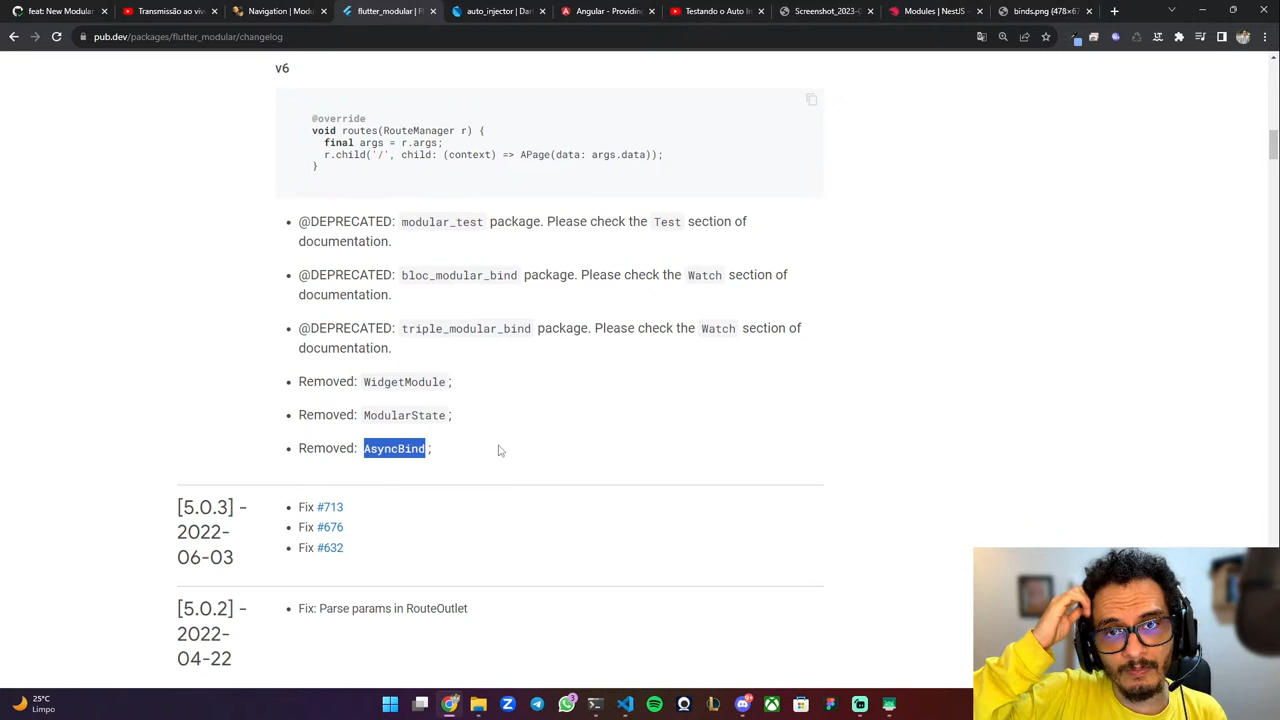 feat: New Modular
Transmissão ao viv
Navigation | Modu
flutter_modular | Fl
auto_injector | Dart
Angular - Providing
Testando o Auto In
Screenshot_2023-0
Modules | NestJS -
binds.png (478×67
pub.dev/packages/flutter_modular/changelog
v6
@override
void routes(RouteManager r) {
final args = r.args;
r.child('/', child: (context) => APage(data: args.data));
}
@DEPRECATED: modular_test package. Please check the Test section of
documentation.
@DEPRECATED: bloc_modular_bind package. Please check the Watch section of
documentation.
@DEPRECATED: triple_modular_bind package. Please check the Watch section of
documentation.
Removed: WidgetModule;
Removed: ModularState;
Removed: AsyncBind;
[5.0.3] -
2022-
06-03
Fix #713
Fix #676
Fix #632
[5.0.2] -
2022-
04-22
Fix: Parse params in RouteOutlet
25°C
Limpo